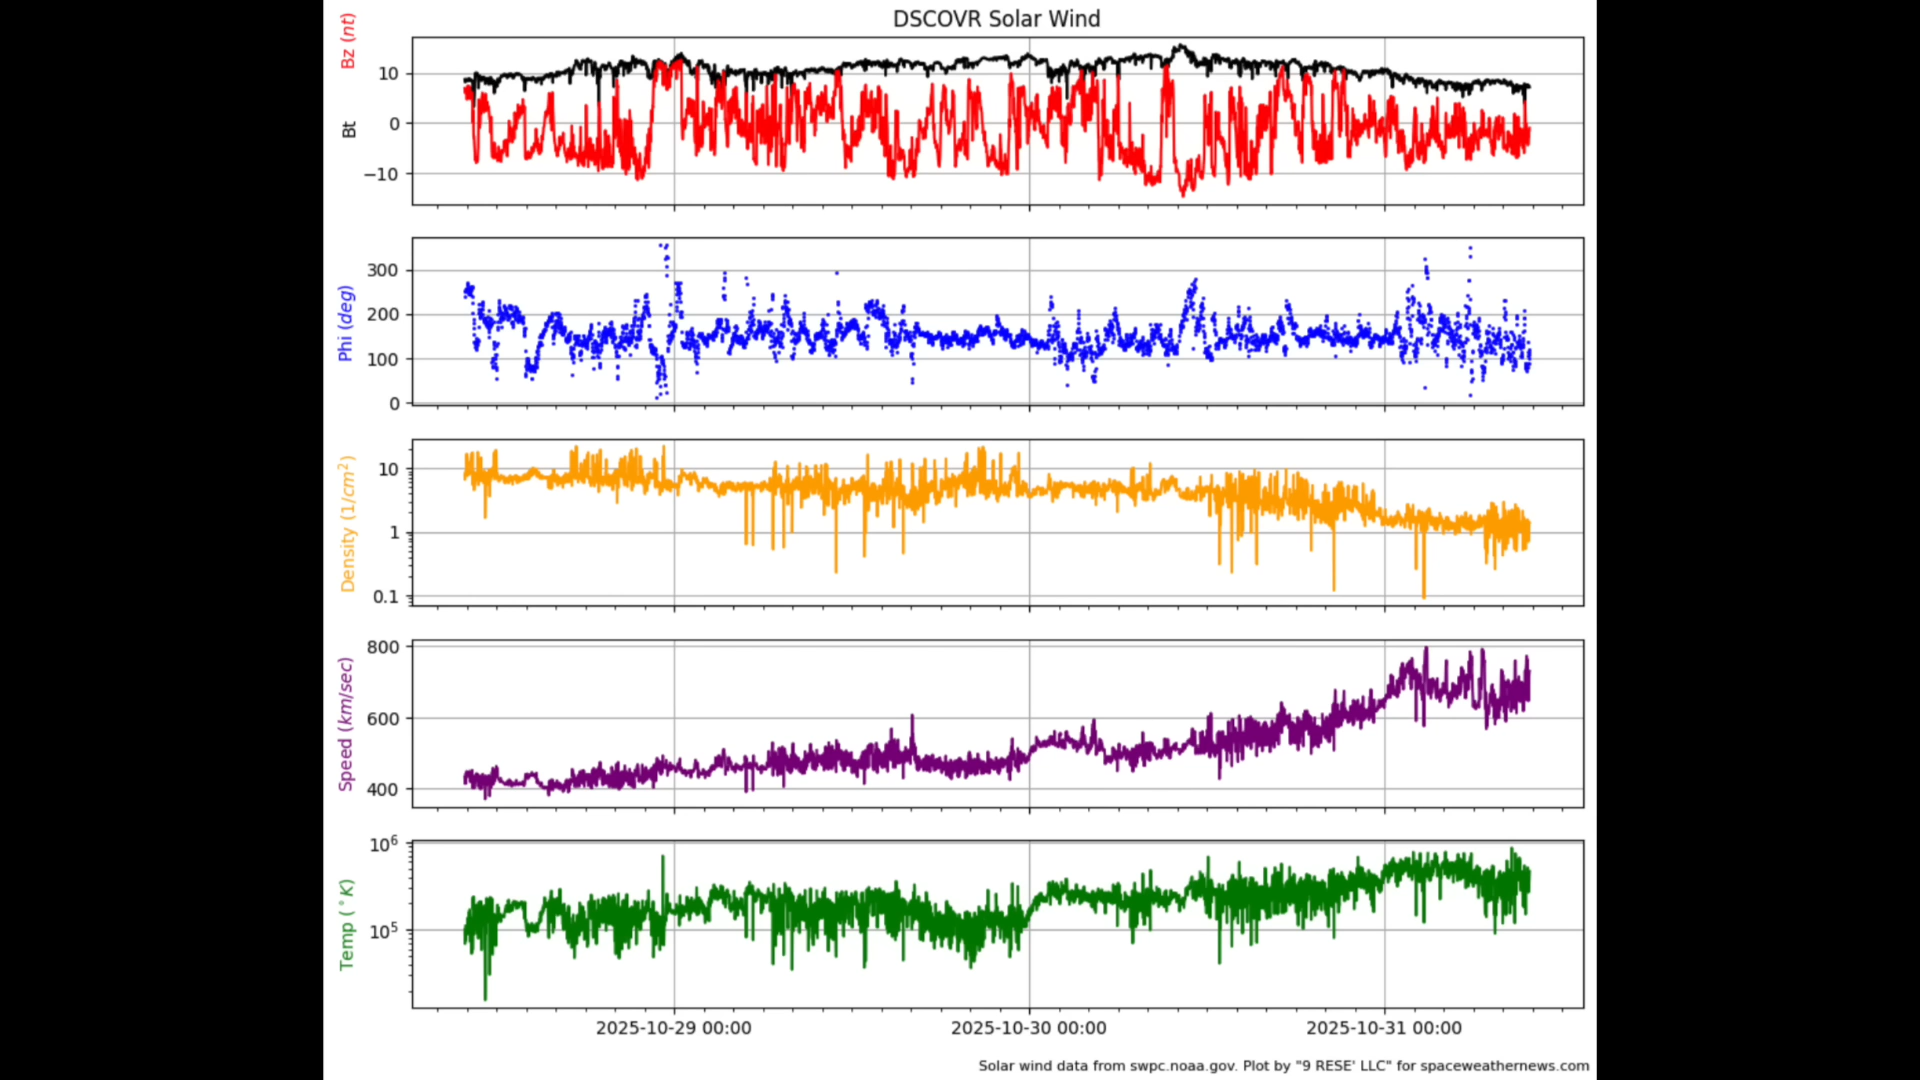 DSCOVR Solar Wind
Bt Bz (nt)
10
0
−10
Phi (deg)
300
200
100
0
Density (1/cm²)
10
1
0.1
Speed (km/sec)
800
600
400
Temp (°K)
10⁶
10⁵
2025-10-29 00:00 2025-10-30 00:00 2025-10-31 00:00
Solar wind data from swpc.noaa.gov. Plot by "9 RESE' LLC" for spaceweathernews.com